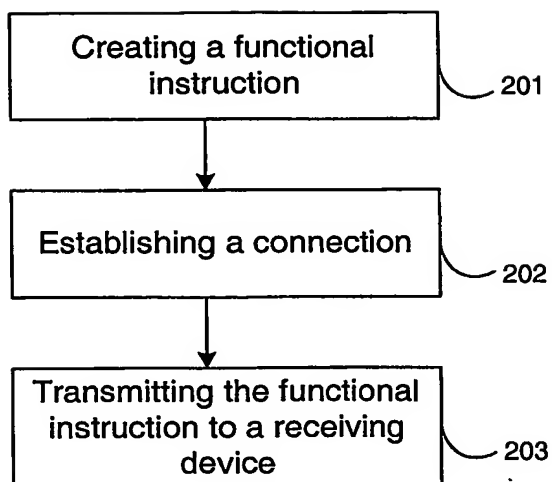 Creating a functional
instruction
201
Establishing a connection
202
Transmitting the functional
instruction to a receiving
device
203